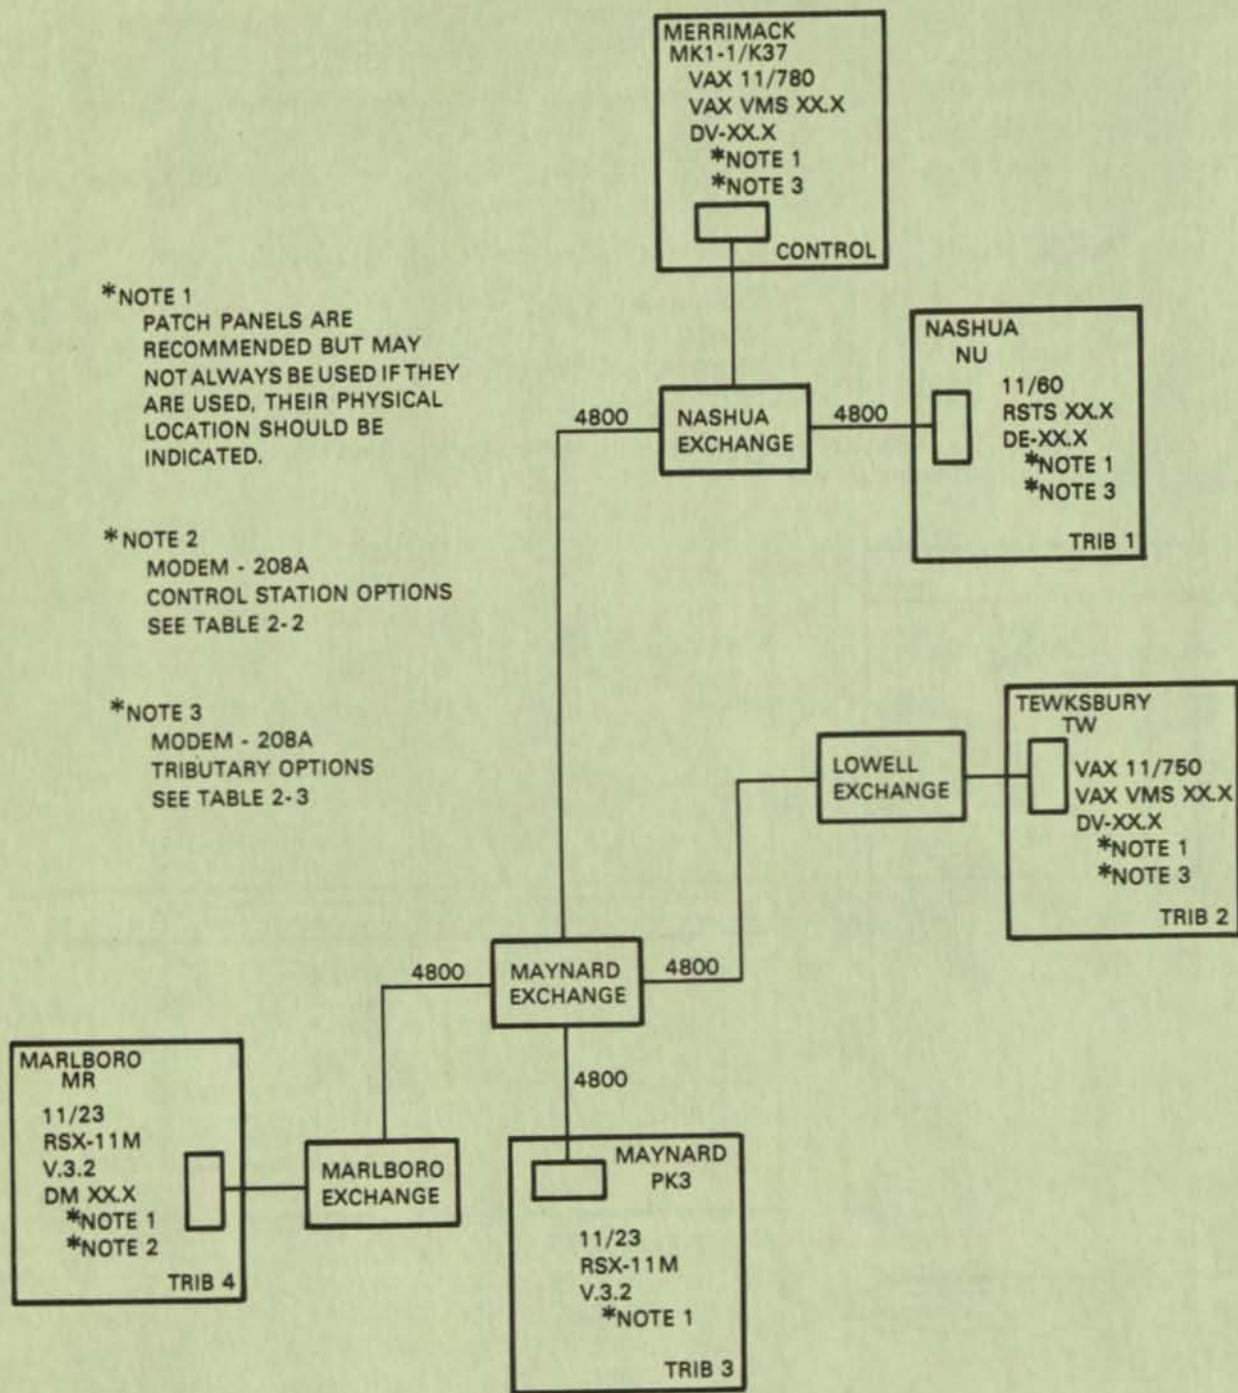 MERRIMACK
MK1-1/K37
VAX 11/780
VAX VMS XX.X
DV-XX.X
*NOTE 1
*NOTE 3
CONTROL
*NOTE 1
PATCH PANELS ARE
RECOMMENDED BUT MAY
NOT ALWAYS BE USED IF THEY
ARE USED, THEIR PHYSICAL
LOCATION SHOULD BE
INDICATED.
4800
NASHUA
EXCHANGE
4800
NASHUA
NU
11/60
RSTS XX.X
DE-XX.X
*NOTE 1
*NOTE 3
TRIB 1
*NOTE 2
MODEM - 208A
CONTROL STATION OPTIONS
SEE TABLE 2-2
*NOTE 3
MODEM - 208A
TRIBUTARY OPTIONS
SEE TABLE 2-3
LOWELL
EXCHANGE
TEWKSBURY
TW
VAX 11/750
VAX VMS XX.X
DV-XX.X
*NOTE 1
*NOTE 3
TRIB 2
4800
MAYNARD
EXCHANGE
4800
4800
MARLBORO
MR
11/23
RSX-11M
V.3.2
DM XX.X
*NOTE 1
*NOTE 2
TRIB 4
MARLBORO
EXCHANGE
MAYNARD
PK3
11/23
RSX-11M
V.3.2
*NOTE 1
TRIB 3